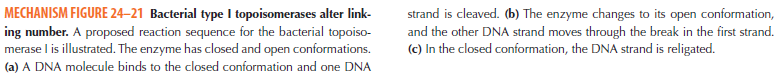 MECHANISM FIGURE 24–21 Bacterial type I topoisomerases alter link-
ing number. A proposed reaction sequence for the bacterial topoiso-
merase I is illustrated. The enzyme has closed and open conformations.
(a) A DNA molecule binds to the closed conformation and one DNA
strand is cleaved. (b) The enzyme changes to its open conformation,
and the other DNA strand moves through the break in the first strand.
(c) In the closed conformation, the DNA strand is religated.